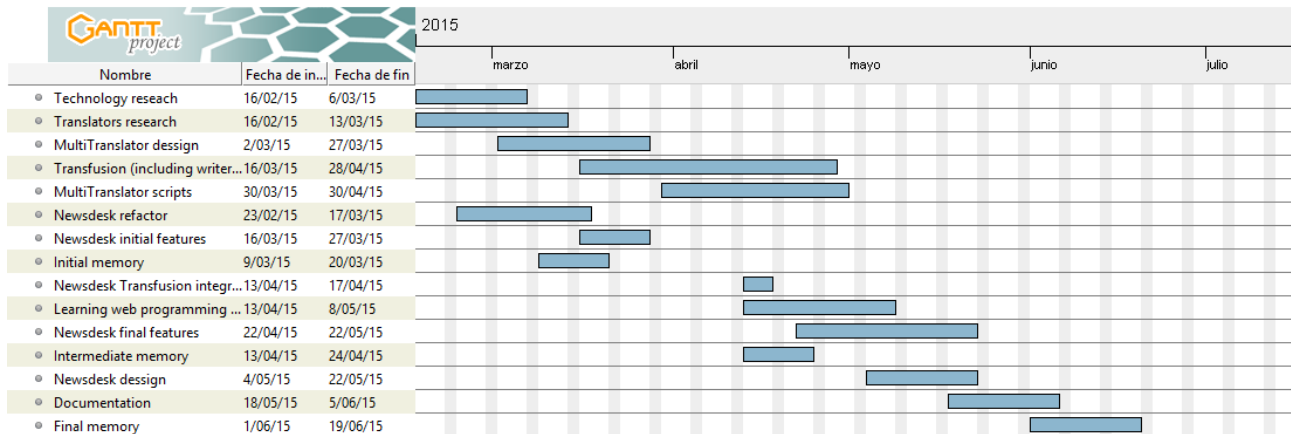 GANTT
project
2015
marzo abril mayo junio julio
Nombre Fecha de in... Fecha de fin
Technology reseach 16/02/15 6/03/15
Translators research 16/02/15 13/03/15
MultiTranslator dessign 2/03/15 27/03/15
Transfusion (including writer... 16/03/15 28/04/15
MultiTranslator scripts 30/03/15 30/04/15
Newsdesk refactor 23/02/15 17/03/15
Newsdesk initial features 16/03/15 27/03/15
Initial memory 9/03/15 20/03/15
Newsdesk Transfusion integr... 13/04/15 17/04/15
Learning web programming ... 13/04/15 8/05/15
Newsdesk final features 22/04/15 22/05/15
Intermediate memory 13/04/15 24/04/15
Newsdesk dessign 4/05/15 22/05/15
Documentation 18/05/15 5/06/15
Final memory 1/06/15 19/06/15